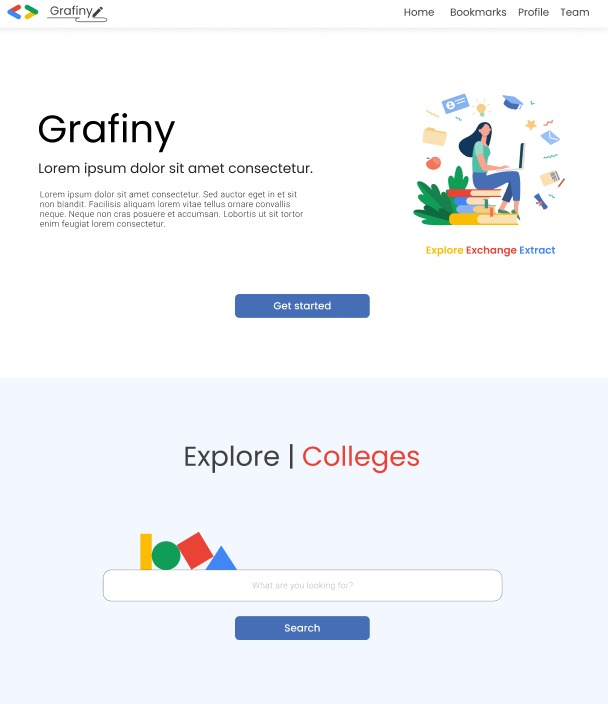 Grafiny
Home Bookmarks Profile Team
Grafiny
Lorem ipsum dolor sit amet consectetur.
Lorem ipsum dolor sit amet consectetur. Sed auctor eget in et sit
non blandit. Facilisis aliquam lorem vitae tellus ornare convallis
neque. Neque non cras posuere et accumsan. Lobortis ut sit tortor
enim feugiat lorem consectetur.
Explore Exchange Extract
Get started
Explore | Colleges
What are you looking for?
Search